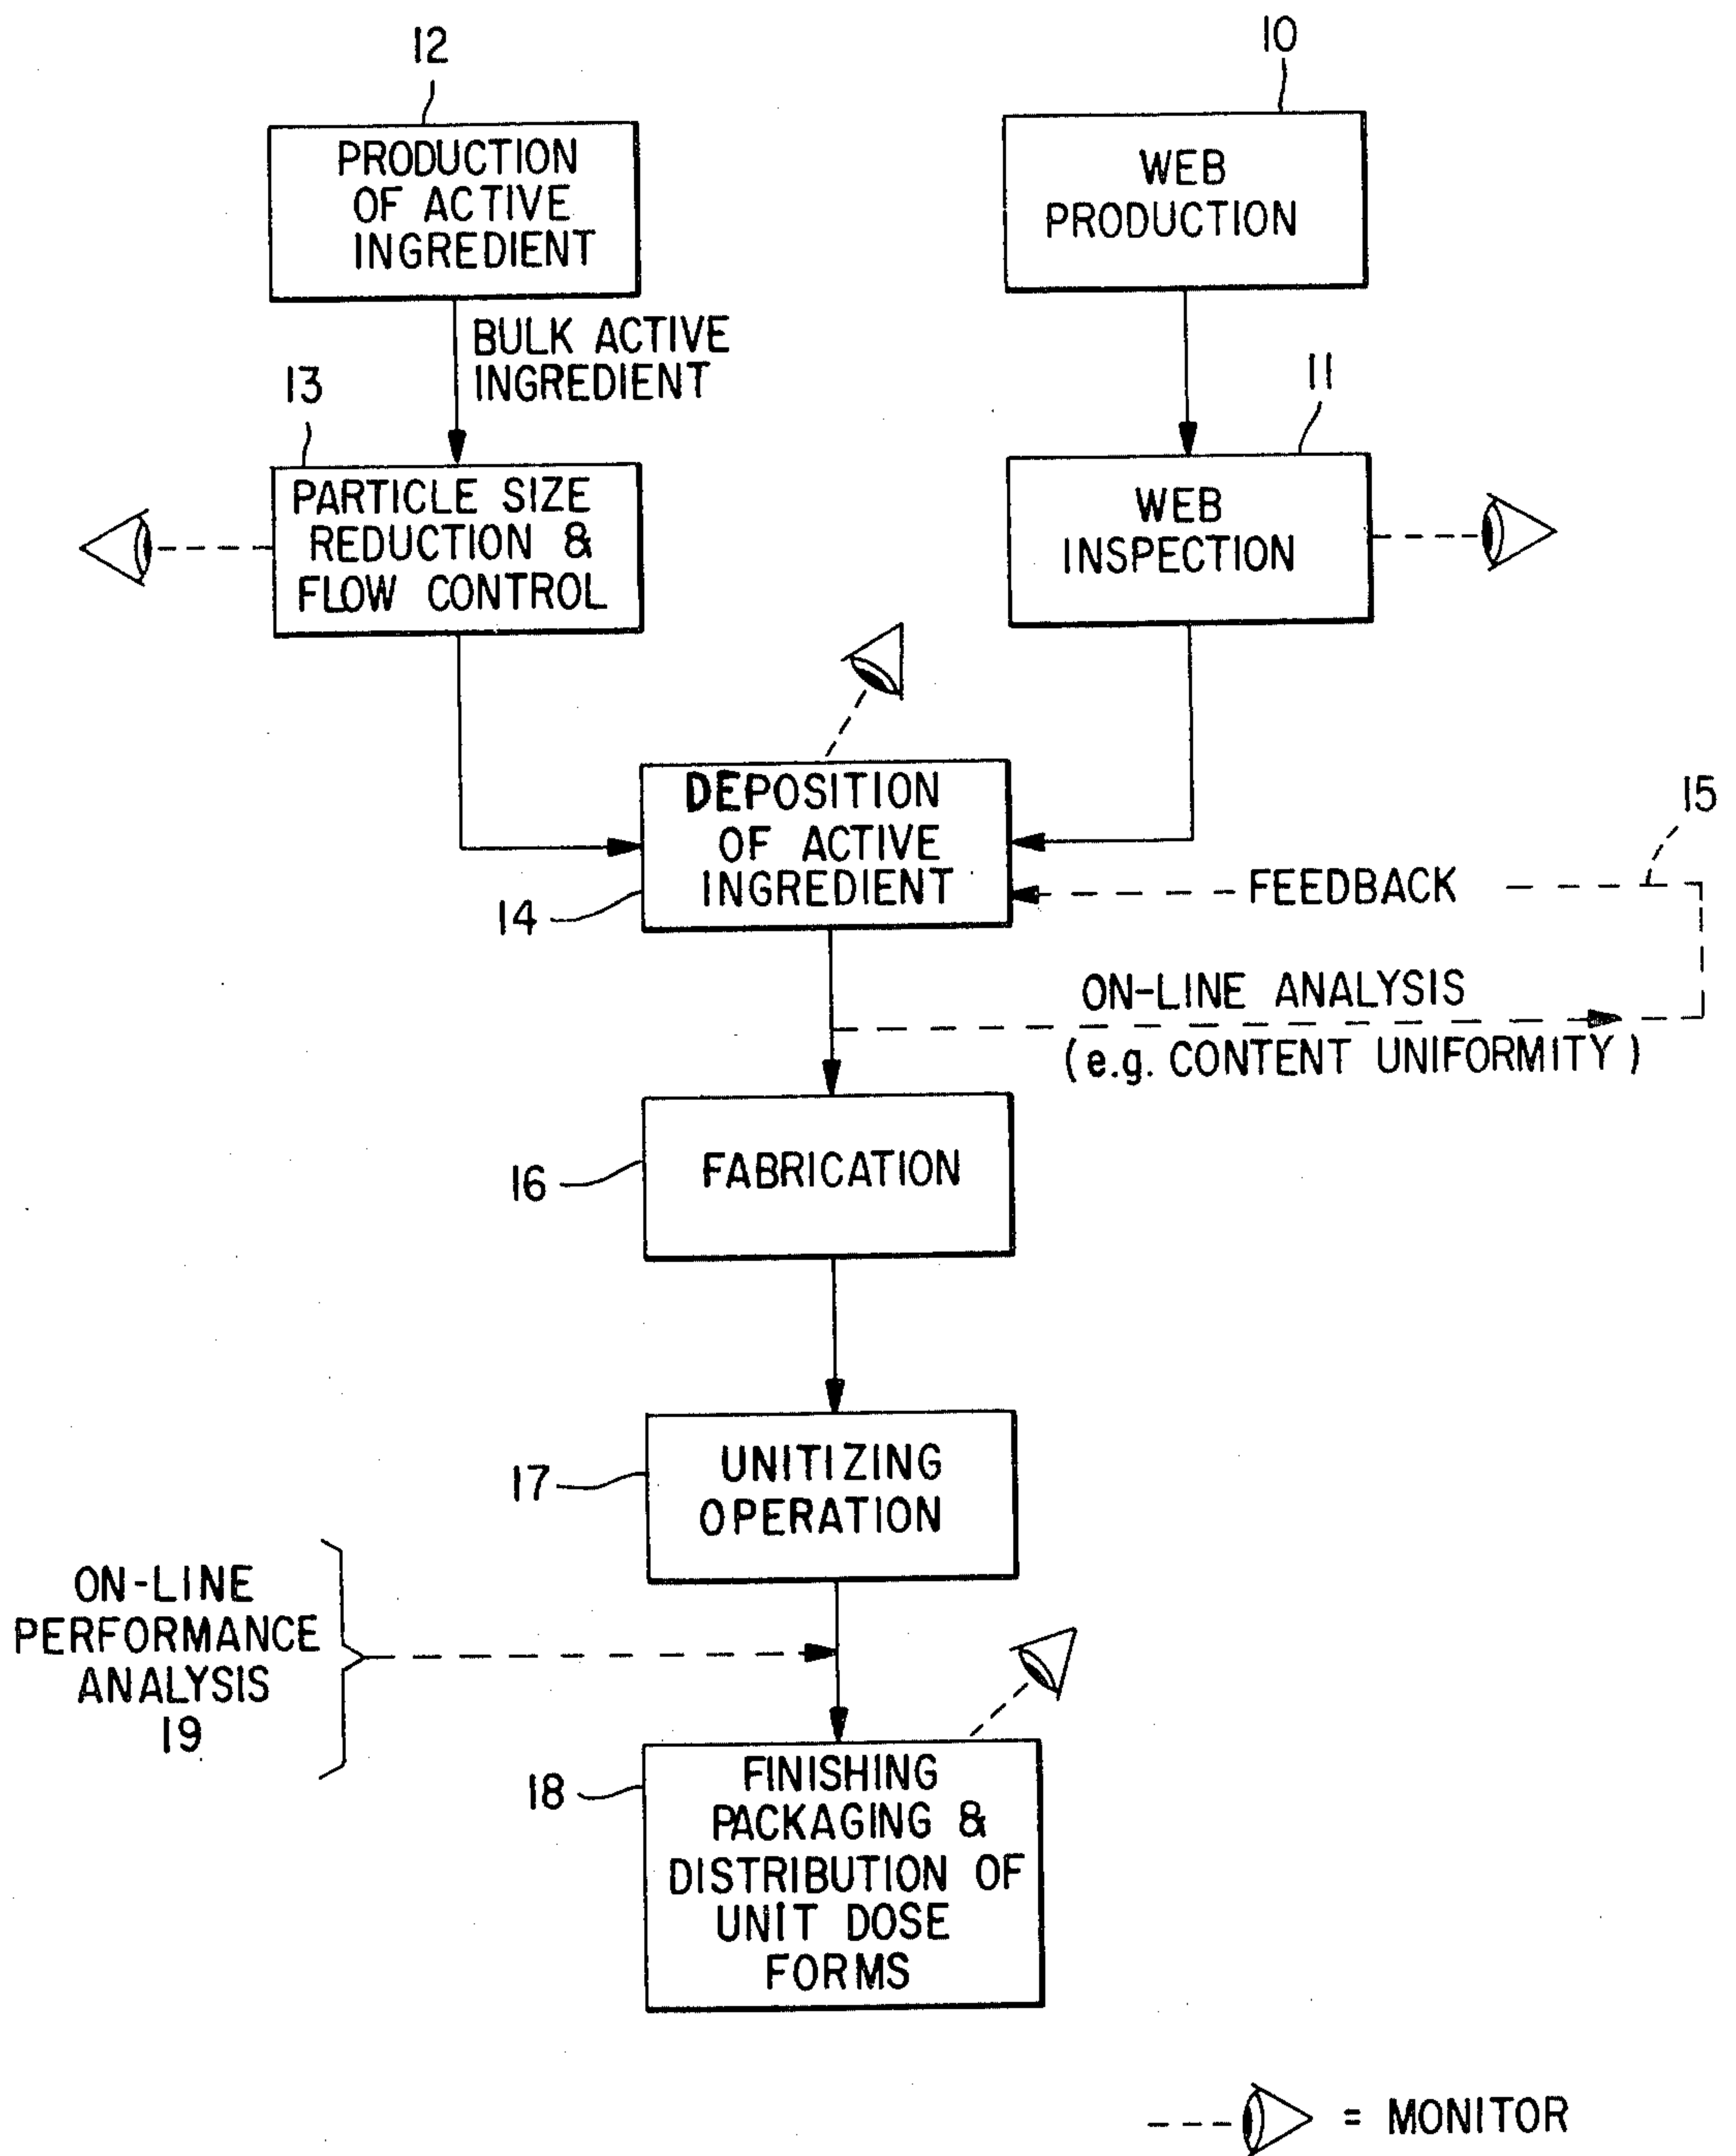 12
10
PRODUCTION
OF ACTIVE
INGREDIENT
WEB
PRODUCTION
BULK ACTIVE
INGREDIENT
13
11
PARTICLE SIZE
REDUCTION &
FLOW CONTROL
WEB
INSPECTION
DEPOSITION
OF ACTIVE
INGREDIENT
14
15
FEEDBACK
ON-LINE ANALYSIS
(e.g. CONTENT UNIFORMITY)
16
FABRICATION
17
UNITIZING
OPERATION
ON-LINE
PERFORMANCE
ANALYSIS
19
18
FINISHING
PACKAGING &
DISTRIBUTION OF
UNIT DOSE
FORMS
= MONITOR